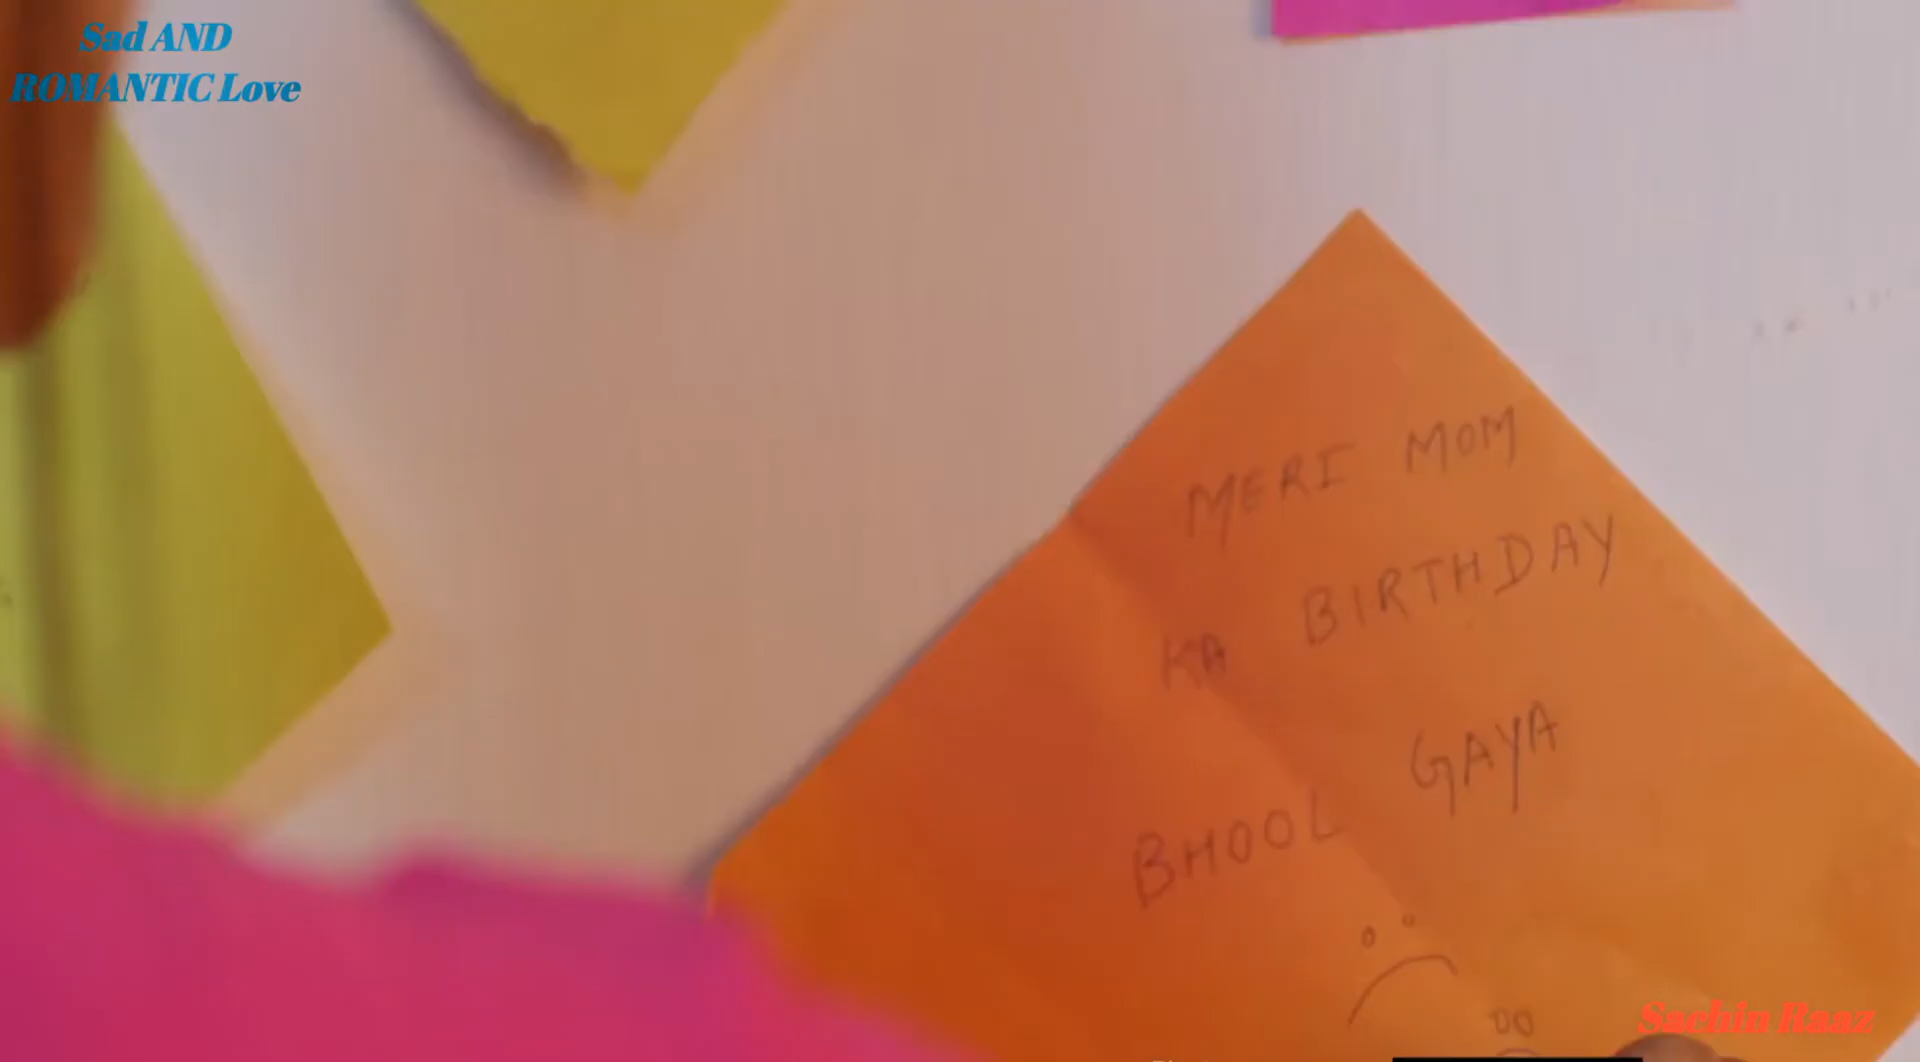 Sad AND
ROMANTIC Love
MERI MOM
KA BIRTHDAY
BHOOL GAYA
Sachin Raaz